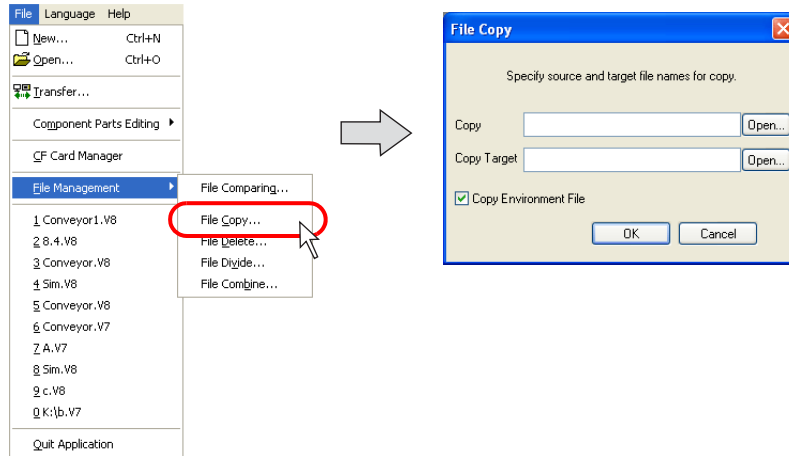 File Language Help
New... Ctrl+N
Open... Ctrl+O
Transfer...
Component Parts Editing
CF Card Manager
File Management
1 Conveyor1.V8
2 8.4.V8
3 Conveyor.V8
4 Sim.V8
5 Conveyor.V8
6 Conveyor.V7
7 A.V7
8 Sim.V8
9 c.V8
0 K:\b.V7
Quit Application
File Comparing...
File Copy...
File Delete...
File Divide...
File Combine...
File Copy
Specify source and target file names for copy.
Copy Open...
Copy Target Open...
Copy Environment File
OK Cancel